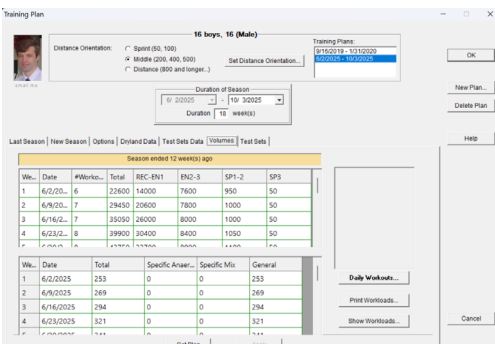 Training Plan
16 boys, 16 (Male)
Distance Orientation:
Sprint (50, 100)
Middle (200, 400, 500)
Distance (800 and longer...)
Set Distance Orientation...
Training Plans:
9/16/2019 - 1/31/2020
6/2/2025 - 10/3/2025
OK
email me
New Plan...
Delete Plan
Duration of Season
6/ 2/2025 - 10/ 3/2025
Duration 18 week(s)
Help
Last Season New Season Options Dryland Data Test Sets Data Volumes Test Sets
Season ended 12 week(s) ago
We... Date #Worko... Total REC-EN1 EN2-3 SP1-2 SP3
1 6/2/20... 6 22600 14000 7600 950 50
2 6/9/20... 7 29450 20600 7800 1000 50
3 6/16/2... 7 35050 26000 8000 1000 50
4 6/23/2... 8 39900 30400 8400 1050 50
We... Date Total Specific Anaer... Specific Mix General
1 6/2/2025 253 0 0 253
2 6/9/2025 269 0 0 269
3 6/16/2025 294 0 0 294
4 6/23/2025 321 0 0 321
Daily Workouts...
Print Workloads...
Show Workloads...
Cancel